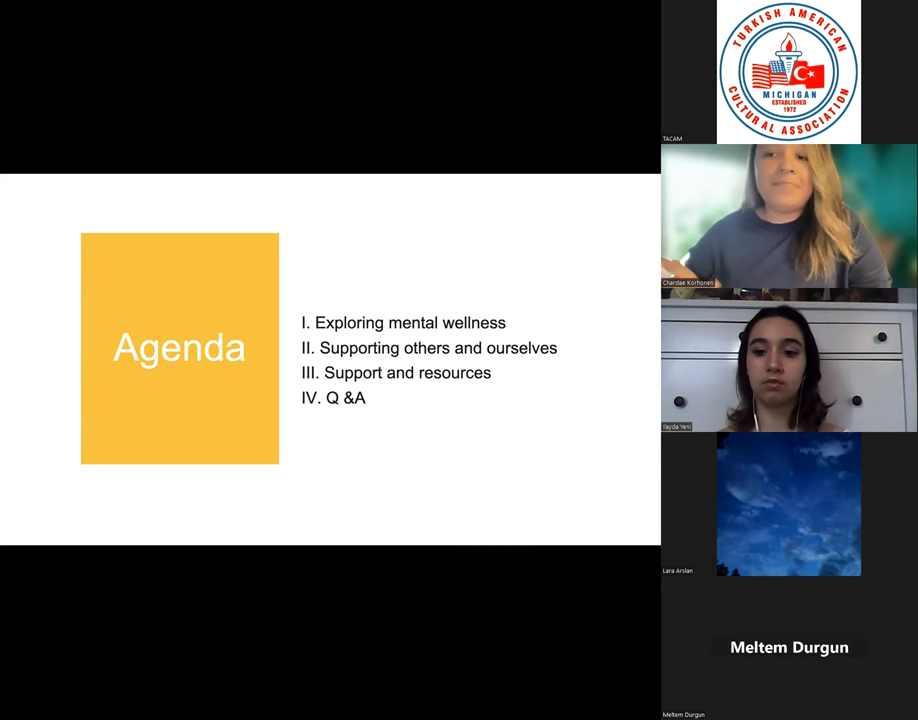 Agenda
I. Exploring mental wellness
II. Supporting others and ourselves
III. Support and resources
IV. Q &A
TURKISH AMERICAN
CULTURAL ASSOCIATION
MICHIGAN
ESTABLISHED
1972
TACAM
Chardae Korhonen
Ilayda Yeni
Lara Arslan
Meltem Durgun
Meltem Durgun